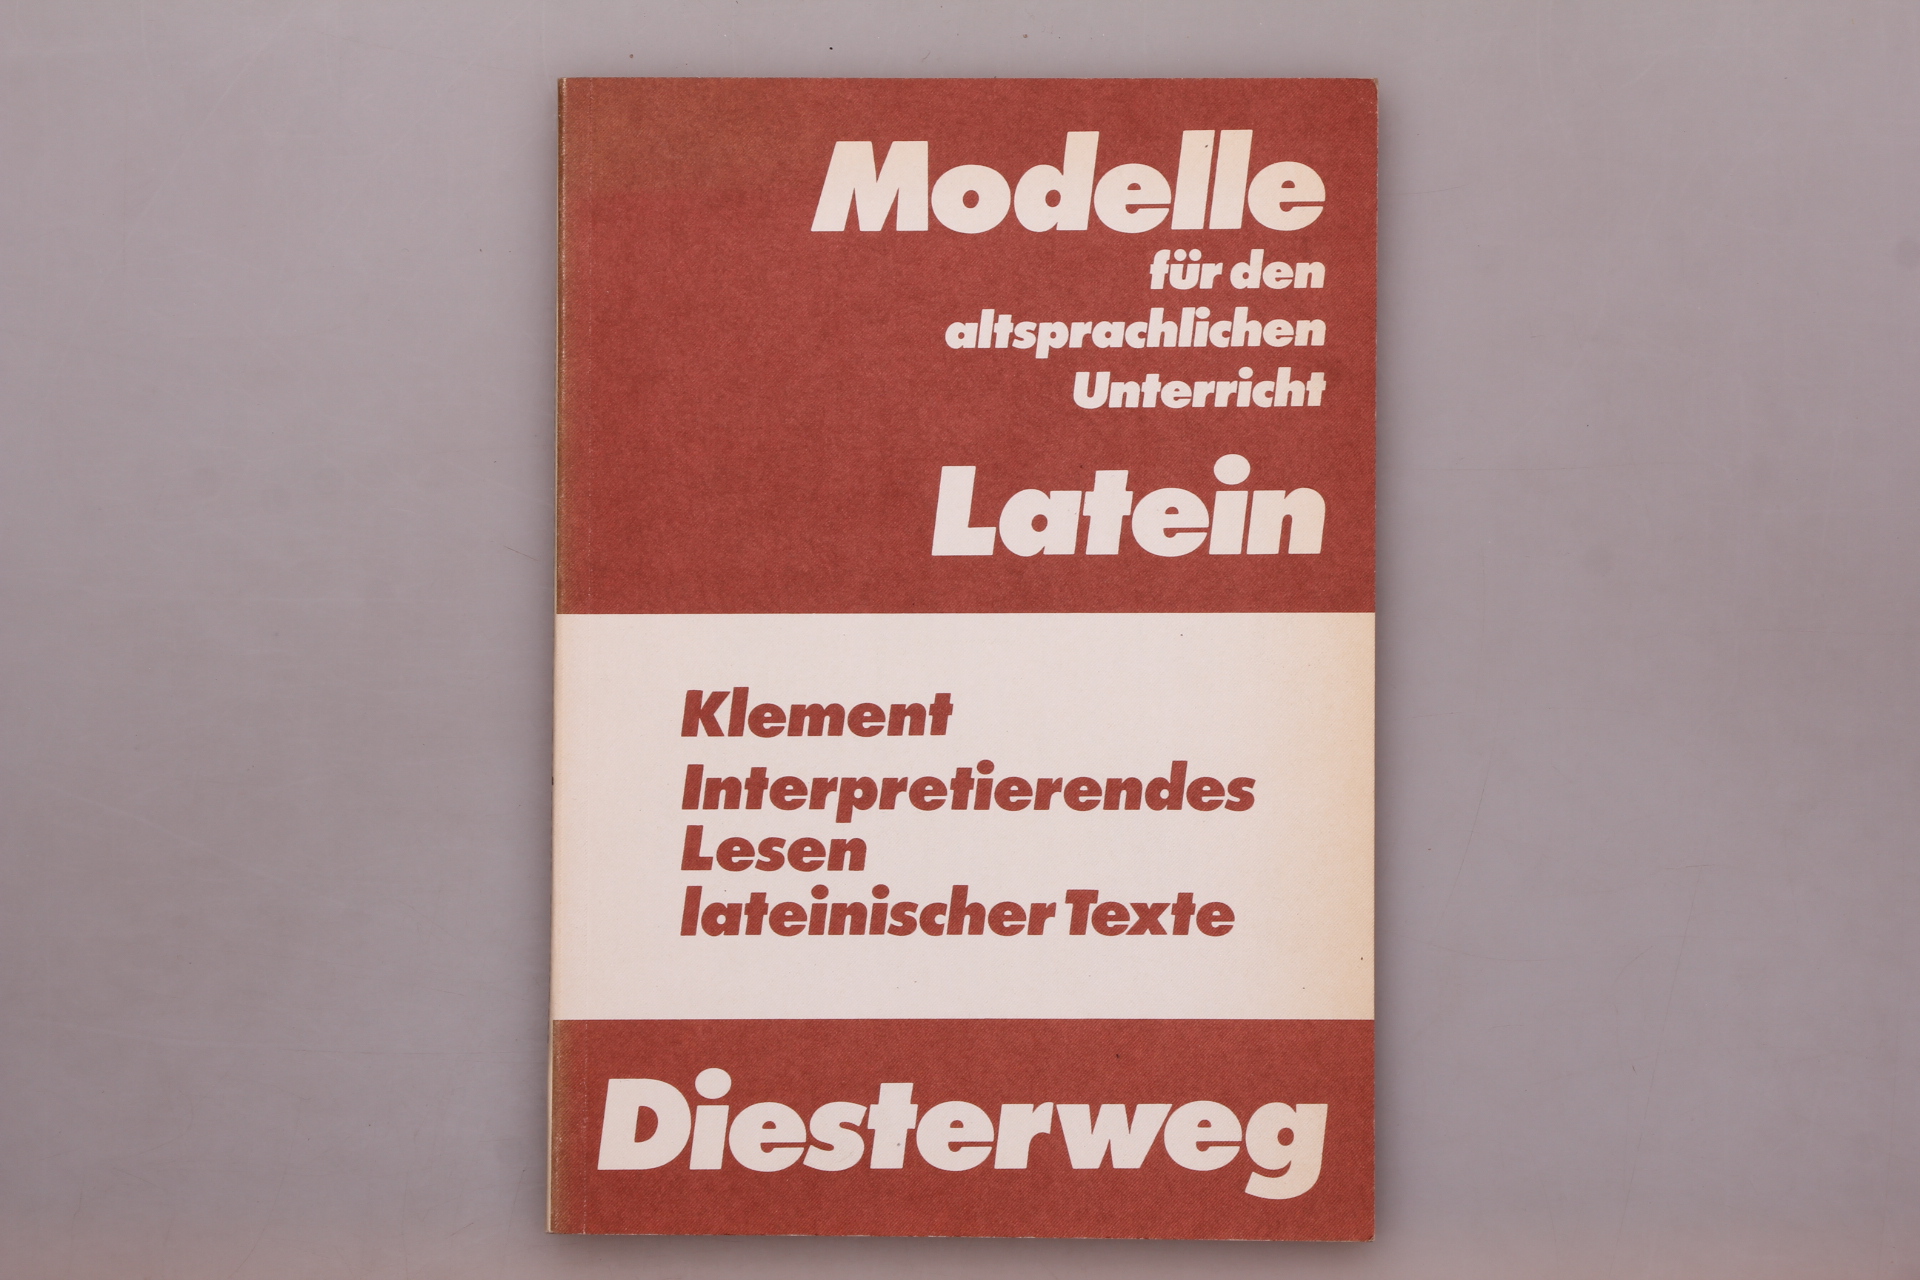 Modelle
für den
altsprachlichen
Unterricht
Latein
Klement
Interpretierendes
Lesen
lateinischer Texte
Diesterweg